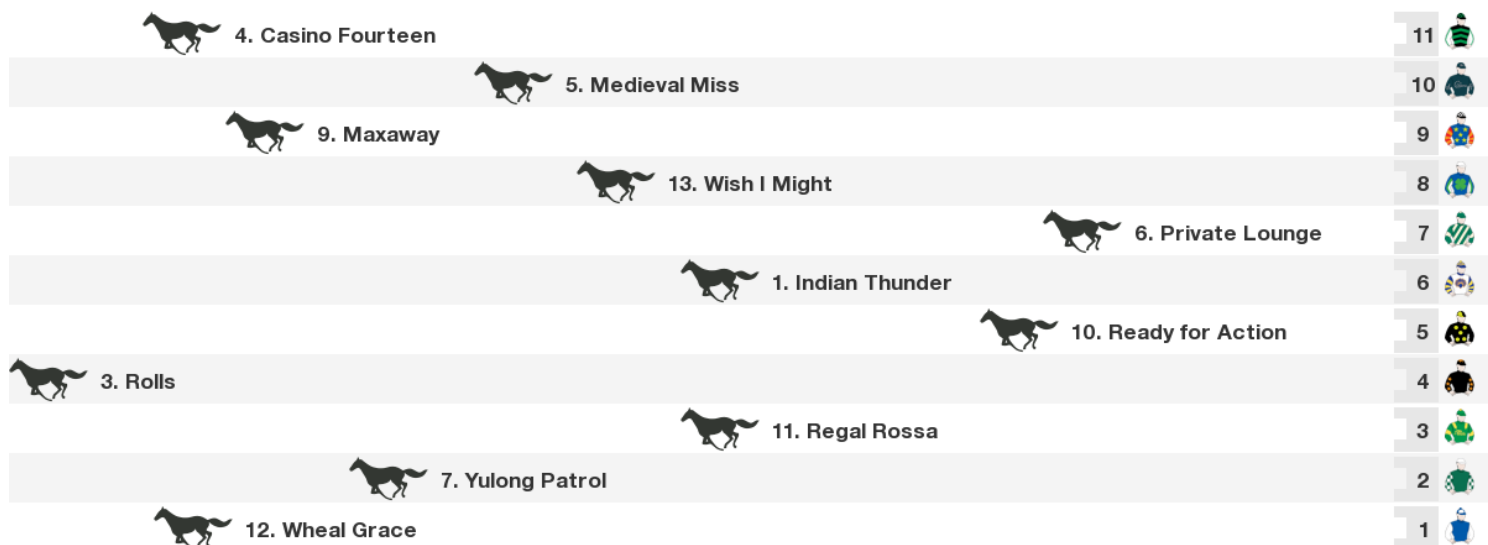 4. Casino Fourteen 11
5. Medieval Miss 10
9. Maxaway 9
13. Wish I Might 8
6. Private Lounge 7
1. Indian Thunder 6
10. Ready for Action 5
3. Rolls 4
11. Regal Rossa 3
7. Yulong Patrol 2
12. Wheal Grace 1